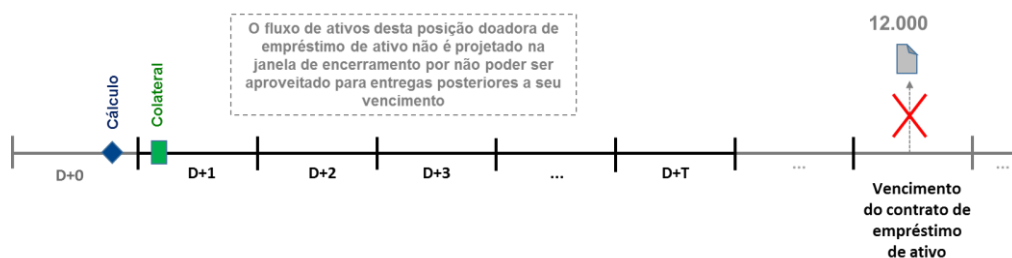 O fluxo de ativos desta posição doadora de
empréstimo de ativo não é projetado na
janela de encerramento por não poder ser
aproveitado para entregas posteriores a seu
vencimento
12.000
Cálculo
Colateral
D+0
D+1
D+2
D+3
...
D+T
...
...
Vencimento
do contrato de
empréstimo
de ativo